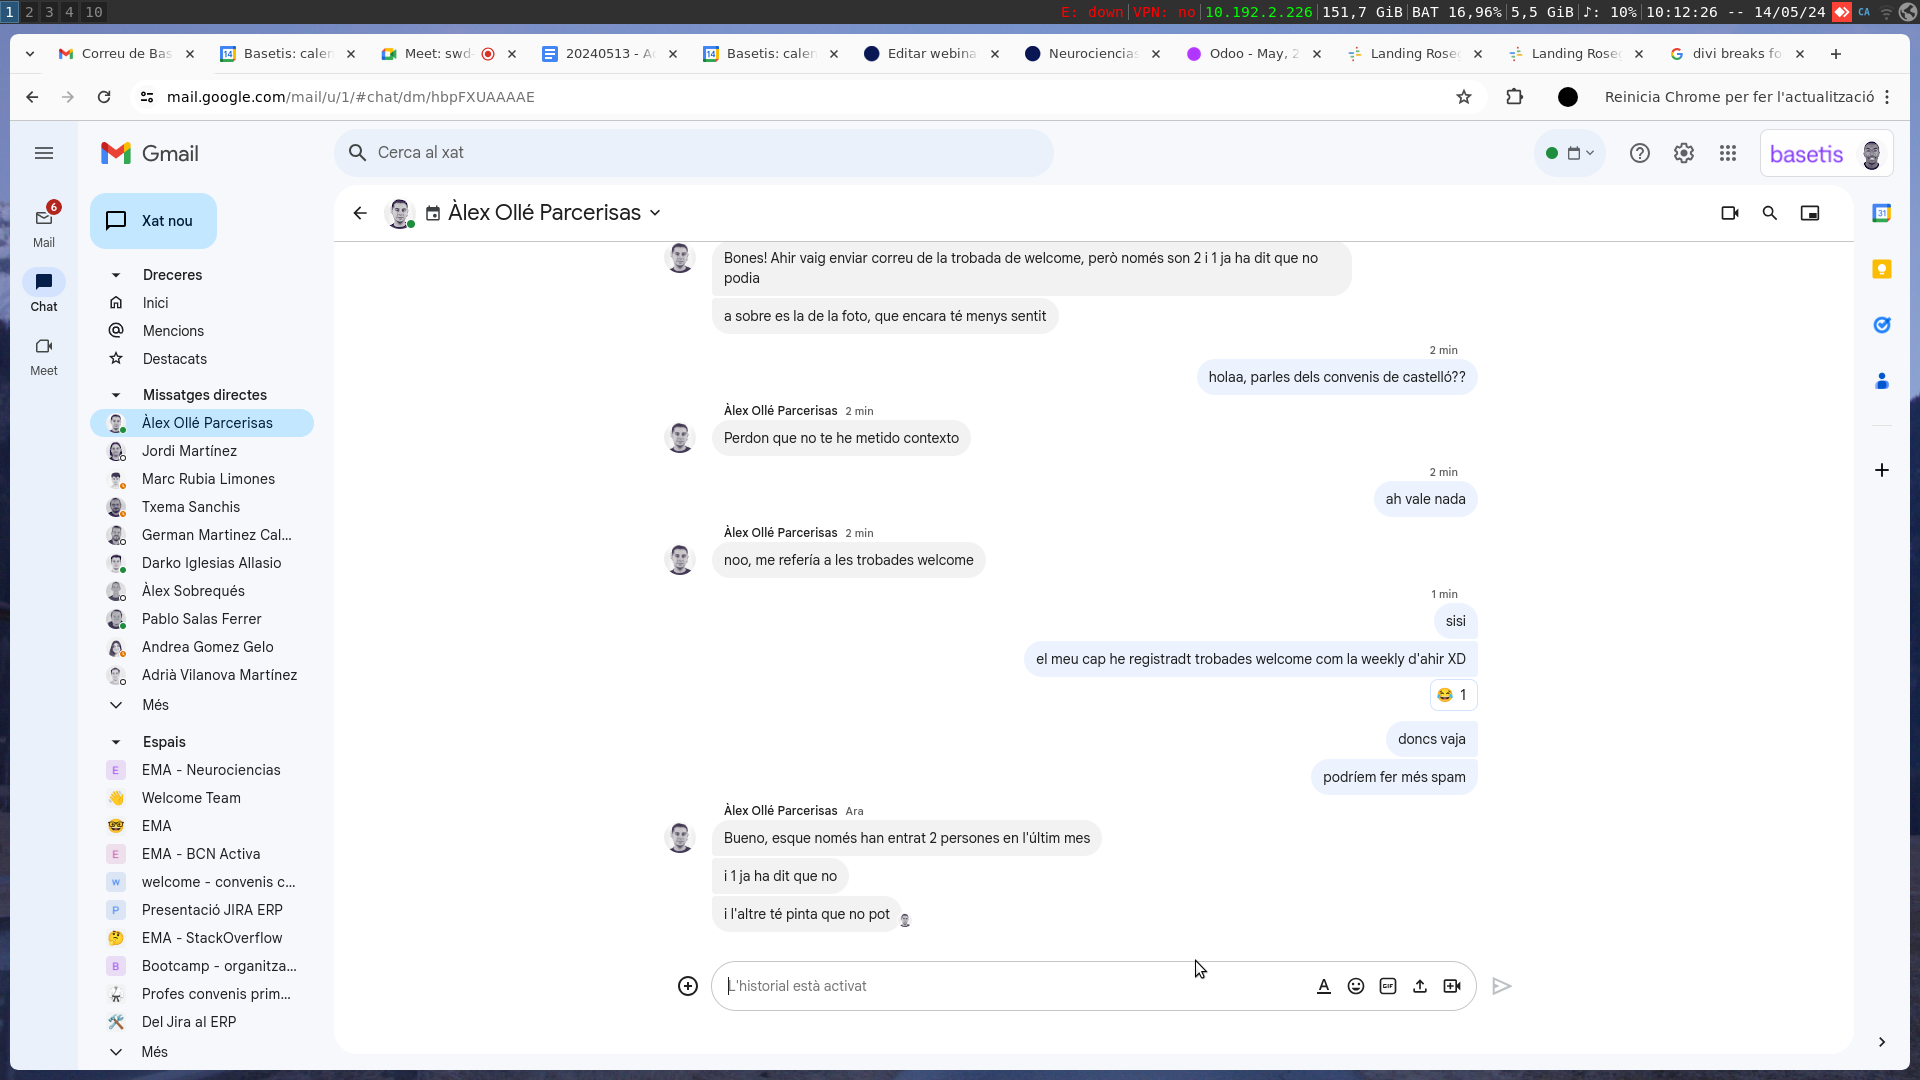 1 2 3 4 10
E: down|VPN: no|10.192.2.226|151,7 GiB|BAT 16,96%|5,5 GiB|♪: 10%|10:12:26 -- 14/05/24 CA
Correu de Bas
Basetis: calen
Meet: swd-
20240513 - Ac
Basetis: calen
Editar webina
Neurociencias
Odoo - May, 2
Landing Roseg
Landing Roseg
divi breaks fo
mail.google.com/mail/u/1/#chat/dm/hbpFXUAAAAE
Reinicia Chrome per fer l'actualització
Gmail
Cerca al xat
basetis
6
Mail
Chat
Meet
Xat nou
Dreceres
Inici
Mencions
Destacats
Missatges directes
Àlex Ollé Parcerisas
Jordi Martínez
Marc Rubia Limones
Txema Sanchis
German Martinez Cal...
Darko Iglesias Allasio
Àlex Sobrequés
Pablo Salas Ferrer
Andrea Gomez Gelo
Adrià Vilanova Martínez
Més
Espais
E EMA - Neurociencias
Welcome Team
EMA
E EMA - BCN Activa
w welcome - convenis c...
P Presentació JIRA ERP
EMA - StackOverflow
B Bootcamp - organitza...
Profes convenis prim...
Del Jira al ERP
Més
Àlex Ollé Parcerisas
Bones! Ahir vaig enviar correu de la trobada de welcome, però només son 2 i 1 ja ha dit que no
podia
a sobre es la de la foto, que encara té menys sentit
2 min
holaa, parles dels convenis de castelló??
Àlex Ollé Parcerisas 2 min
Perdon que no te he metido contexto
2 min
ah vale nada
Àlex Ollé Parcerisas 2 min
noo, me refería a les trobades welcome
1 min
sisi
el meu cap he registradt trobades welcome com la weekly d'ahir XD
😂 1
doncs vaja
podríem fer més spam
Àlex Ollé Parcerisas Ara
Bueno, esque només han entrat 2 persones en l'últim mes
i 1 ja ha dit que no
i l'altre té pinta que no pot
L'historial està activat
GIF
31